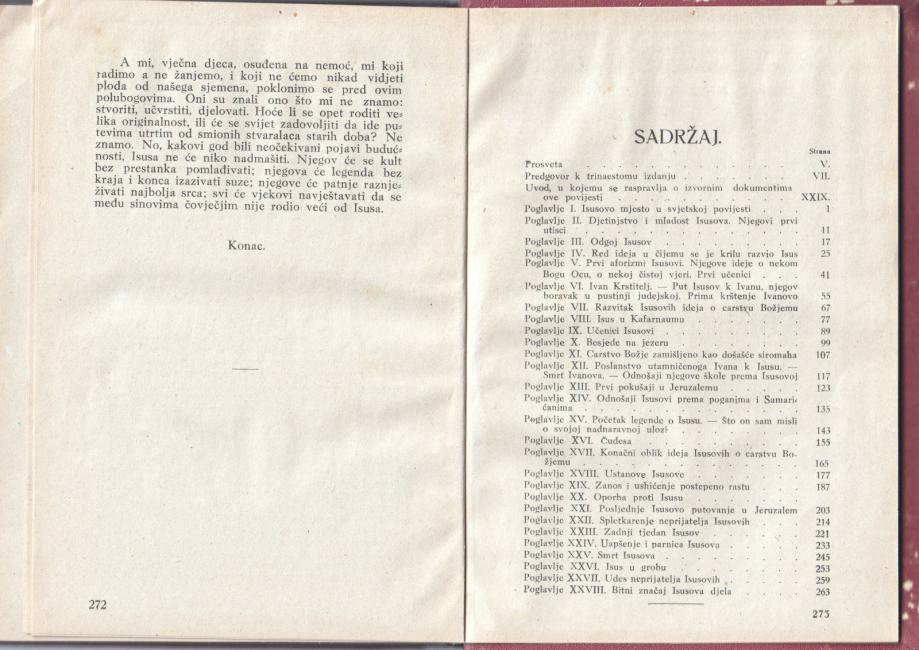 A mi, vječna djeca, osuđena na nemoć, mi koji
radimo a ne žanjemo, i koji ne ćemo nikad vidjeti
ploda od našega sjemena, poklonimo se pred ovim
polubogovima. Oni su znali ono što mi ne znamo:
stvoriti, učvrstiti, djelovati. Hoće li se opet roditi ve-
lika originalnost, ili će se svijet zadovoljiti da ide pu-
tevima utrtim od smionih stvaralaca starih doba? Ne
znamo. No, kakovi god bili neočekivani pojavi buduć-
nosti, Isusa ne će niko nadmašiti. Njegov će se kult
bez prestanka pomlađivati; njegova će legenda bez
kraja i konca izazivati suze; njegove će patnje raznje-
živati najbolja srca; svi će vjekovi navještavati da se
među sinovima čovječjim nije rodio veći od Isusa.
Konac.
272
SADRŽAJ.
Strana
Prosveta . . . . . . . . . . . . V.
Predgovor k trinaestomu izdanju . . . . . . . VII.
Uvod, u kojemu se raspravlja o izvornim dokumentima
ove povijesti . . . . . . . . . . XXIX.
Poglavlje I. Isusovo mjesto u svjetskoj povijesti . . . 1
Poglavlje II. Djetinjstvo i mladost Isusova. Njegovi prvi
utisci . . . . . . . . . . . . 11
Poglavlje III. Odgoj Isusov . . . . . . . . 17
Poglavlje IV. Red ideja u čijemu se je krilu razvio Isus 25
Poglavlje V. Prvi aforizmi Isusovi. Njegove ideje o nekom
Bogu Ocu, o nekoj čistoj vjeri. Prvi učenici . . . 41
Poglavlje VI. Ivan Krstitelj. — Put Isusov k Ivanu, njegov
boravak u pustinji judejskoj. Prima krštenje Ivanovo 55
Poglavlje VII. Razvitak Isusovih ideja o carstvu Božjemu 67
Poglavlje VIII. Isus u Kafarnaumu . . . . . . 77
Poglavlje IX. Učenici Isusovi . . . . . . . . 89
Poglavlje X. Besjede na jezeru . . . . . . . 99
Poglavlje XI. Carstvo Božje zamišljeno kao došašće siromaha 107
Poglavlje XII. Poslanstvo utamničenoga Ivana k Isusu. —
Smrt Ivanova. — Odnošaji njegove škole prema Isusovoj 117
Poglavlje XIII. Prvi pokušaji u Jeruzalemu . . . . . 123
Poglavlje XIV. Odnošaji Isusovi prema poganima i Samari-
ćanima . . . . . . . . . . . 135
Poglavlje XV. Početak legende o Isusu. — Što on sam misli
o svojoj nadnaravnoj ulozi . . . . . . . 143
Poglavlje XVI. Čudesa . . . . . . . . . 155
Poglavlje XVII. Konačni oblik ideja Isusovih o carstvu Bo-
žjemu . . . . . . . . . . . . 165
Poglavlje XVIII. Ustanove Isusove . . . . . . 177
Poglavlje XIX. Zanos i ushićenje postepeno rastu . . . 187
Poglavlje XX. Oporba proti Isusu . . . . . .
Poglavlje XXI. Posljednje Isusovo putovanje u Jeruzalem 203
Poglavlje XXII. Spletkarenje neprijatelja Isusovih . . . 214
Poglavlje XXIII. Zadnji tjedan Isusov . . . . . 221
Poglavlje XXIV. Uapšenje i parnica Isusova . . . . 233
Poglavlje XXV. Smrt Isusova . . . . . . . 245
Poglavlje XXVI. Isus u grobu . . . . . . . 253
Poglavlje XXVII. Udes neprijatelja Isusovih . . . . 259
Poglavlje XXVIII. Bitni značaj Isusova djela . . . . 263
273